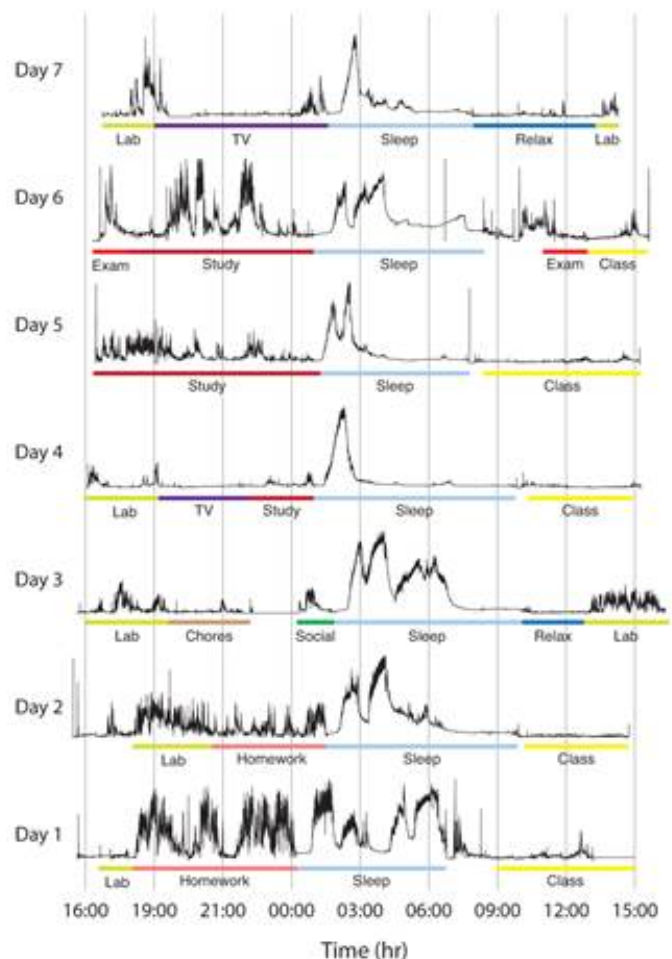 Day 7
Lab TV Sleep Relax Lab
Day 6
Exam Study Sleep Exam Class
Day 5
Study Sleep Class
Day 4
Lab TV Study Sleep Class
Day 3
Lab Chores Social Sleep Relax Lab
Day 2
Lab Homework Sleep Class
Day 1
Lab Homework Sleep Class
16:00 19:00 21:00 00:00 03:00 06:00 09:00 12:00 15:00
Time (hr)